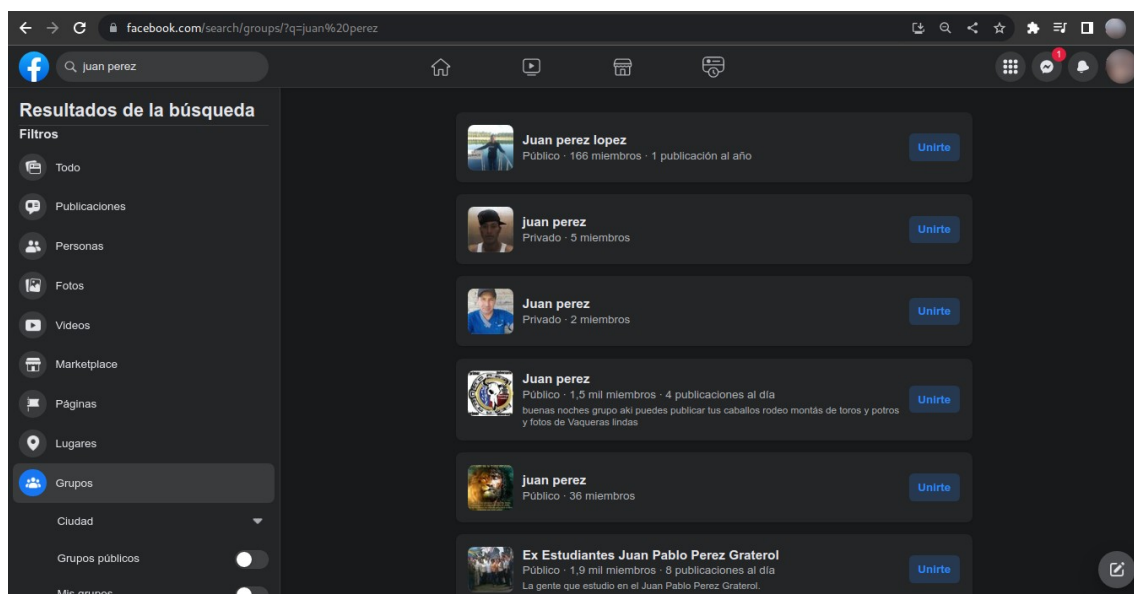 facebook.com/search/groups/?q=juan%20perez
juan perez
1
Resultados de la búsqueda
Filtros
Todo
Publicaciones
Personas
Fotos
Videos
Marketplace
Páginas
Lugares
Grupos
Ciudad
Grupos públicos
Mis grupos
Juan perez lopez
Público · 166 miembros · 1 publicación al año
Unirte
juan perez
Privado · 5 miembros
Unirte
Juan perez
Privado · 2 miembros
Unirte
Juan perez
Público · 1,5 mil miembros · 4 publicaciones al día
buenas noches grupo aki puedes publicar tus caballos rodeo montás de toros y potros
y fotos de Vaqueras lindas
Unirte
juan perez
Público · 36 miembros
Unirte
Ex Estudiantes Juan Pablo Perez Graterol
Público · 1,9 mil miembros · 8 publicaciones al día
La gente que estudio en el Juan Pablo Perez Graterol.
Unirte